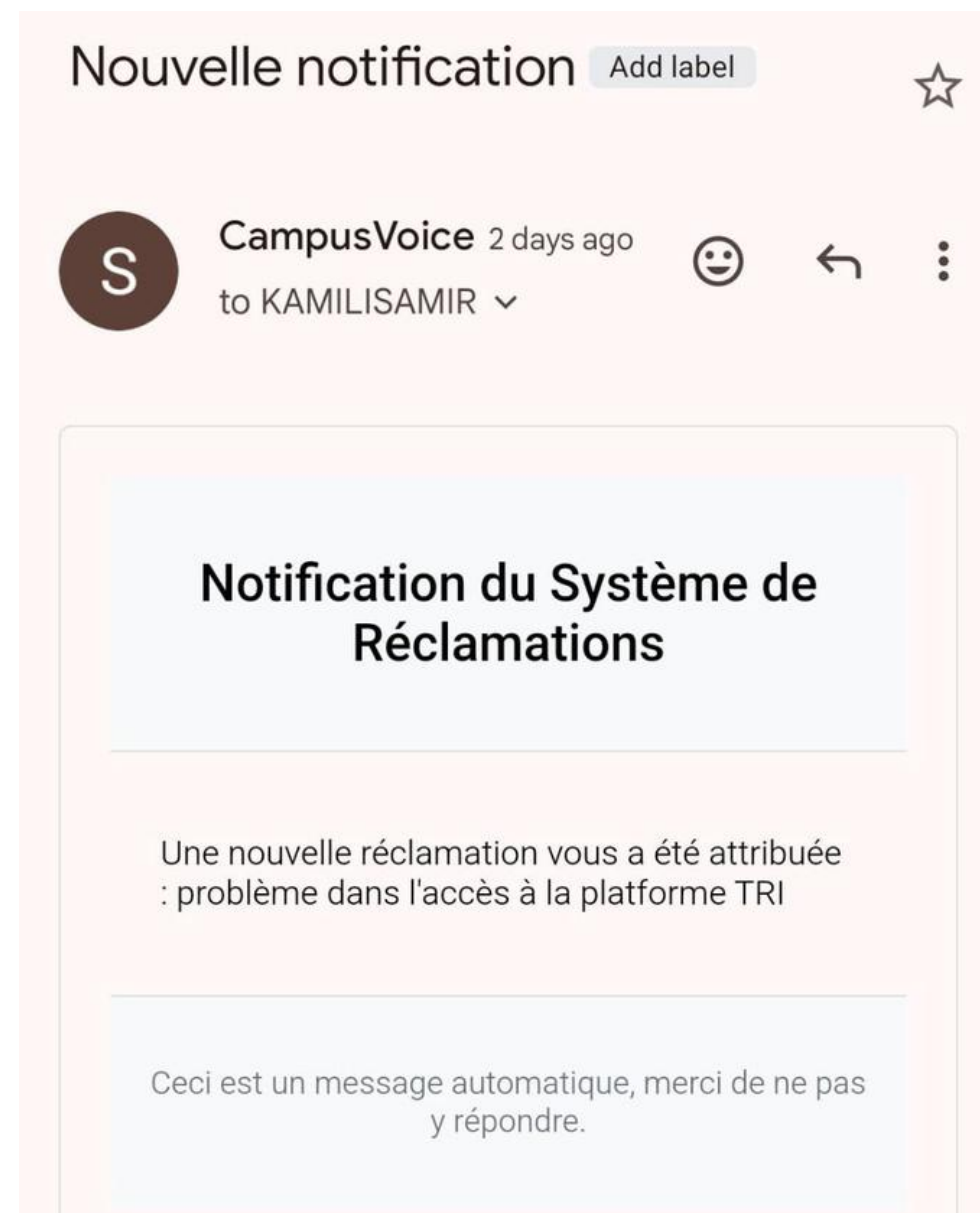 Nouvelle notification Add label
S
CampusVoice 2 days ago
to KAMILISAMIR
Notification du Système de
Réclamations
Une nouvelle réclamation vous a été attribuée
: problème dans l'accès à la platforme TRI
Ceci est un message automatique, merci de ne pas
y répondre.